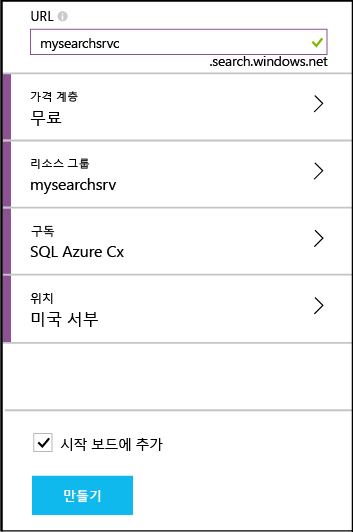 URL
mysearchsrvc
.search.windows.net
가격 계층
무료
리소스 그룹
mysearchsrv
구독
SQL Azure Cx
위치
미국 서부
시작 보드에 추가
만들기